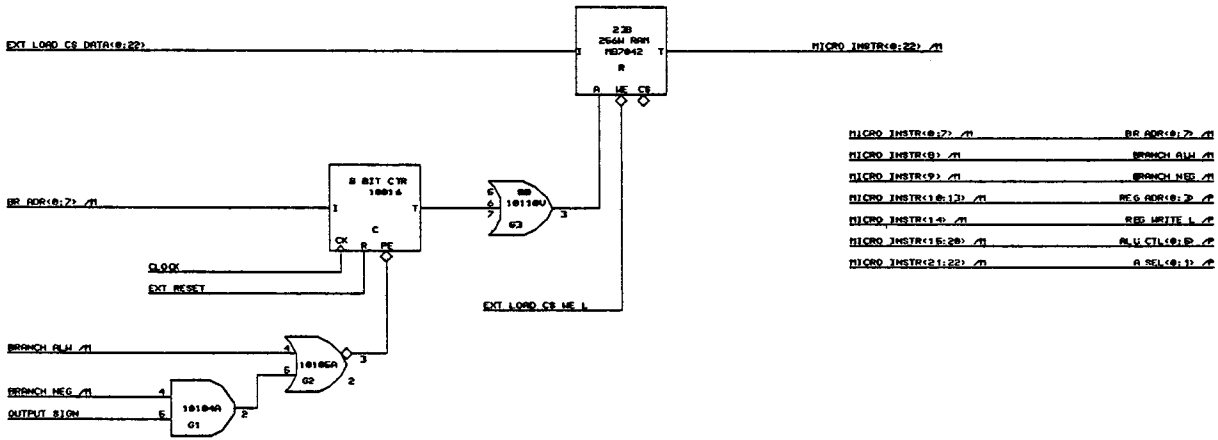 23B
256W RAM
MB7042
R
I
T
A WE CS
EXT LOAD CS DATA<0:22>
MICRO INSTR<0:22> /M
MICRO INSTR<0:7> /M BR ADR<0:7> /M
MICRO INSTR<8> /M BRANCH ALW /M
MICRO INSTR<9> /M BRANCH NEG /M
MICRO INSTR<10:13> /M REG ADR<0:3> /P
MICRO INSTR<14> /M REG WRITE L /P
MICRO INSTR<15:20> /M ALU CTL<0:5> /P
MICRO INSTR<21:22> /M A SEL<0:1> /P
8 BIT CTR
10016
I
T
C
CK R PE
BR ADR<0:7> /M
5
6
7
8B
10110V
G3
3
CLOCK
EXT RESET
EXT LOAD CS WE L
BRANCH ALW /M
4
5
10105A
G2
3
2
BRANCH NEG /M
OUTPUT SIGN
4
5
10104A
G1
2